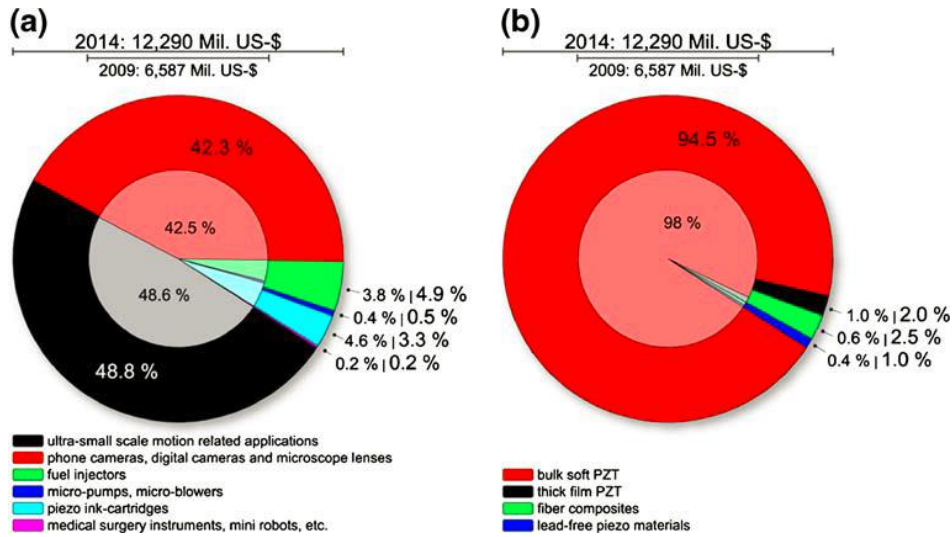 (a)
2014: 12,290 Mil. US-$
2009: 6,587 Mil. US-$
42.3 %
42.5 %
48.6 %
48.8 %
3.8 % | 4.9 %
0.4 % | 0.5 %
4.6 % | 3.3 %
0.2 % | 0.2 %
ultra-small scale motion related applications
phone cameras, digital cameras and microscope lenses
fuel injectors
micro-pumps, micro-blowers
piezo ink-cartridges
medical surgery instruments, mini robots, etc.
(b)
2014: 12,290 Mil. US-$
2009: 6,587 Mil. US-$
94.5 %
98 %
1.0 % | 2.0 %
0.6 % | 2.5 %
0.4 % | 1.0 %
bulk soft PZT
thick film PZT
fiber composites
lead-free piezo materials